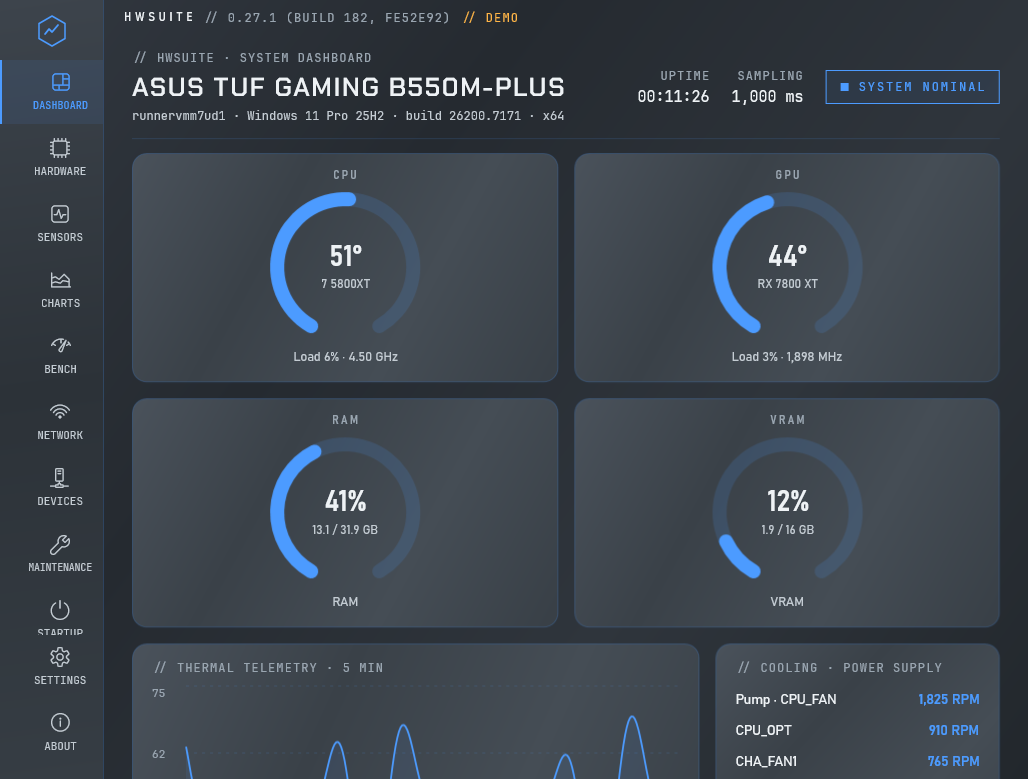 HWSUITE // 0.27.1 (BUILD 182, FE52E92) // DEMO
// HWSUITE · SYSTEM DASHBOARD
ASUS TUF GAMING B550M-PLUS
runnervmm7ud1 · Windows 11 Pro 25H2 · build 26200.7171 · x64
UPTIME
00:11:26
SAMPLING
1,000 ms
SYSTEM NOMINAL
DASHBOARD
HARDWARE
SENSORS
CHARTS
BENCH
NETWORK
DEVICES
MAINTENANCE
STARTUP
SETTINGS
ABOUT
CPU
51°
7 5800XT
Load 6% · 4.50 GHz
GPU
44°
RX 7800 XT
Load 3% · 1,898 MHz
RAM
41%
13.1 / 31.9 GB
RAM
VRAM
12%
1.9 / 16 GB
VRAM
// THERMAL TELEMETRY · 5 MIN
75
62
// COOLING · POWER SUPPLY
Pump · CPU_FAN 1,825 RPM
CPU_OPT 910 RPM
CHA_FAN1 765 RPM